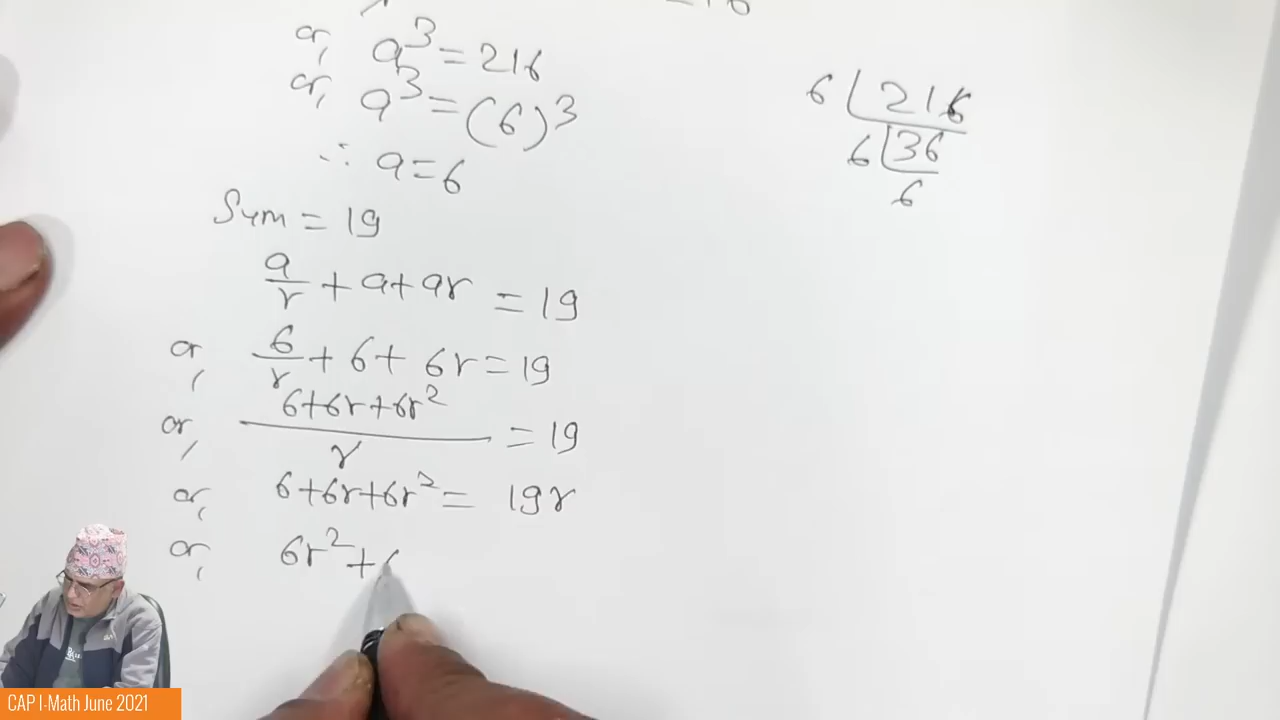 or, a³ = 216
or, a³ = (6)³
∴ a = 6
6 | 216
6 | 36
6
Sum = 19
a/r + a + ar = 19
or, 6/r + 6 + 6r = 19
or, (6+6r+6r²)/r = 19
or, 6+6r+6r² = 19r
or, 6r² +
CAP I-Math June 2021